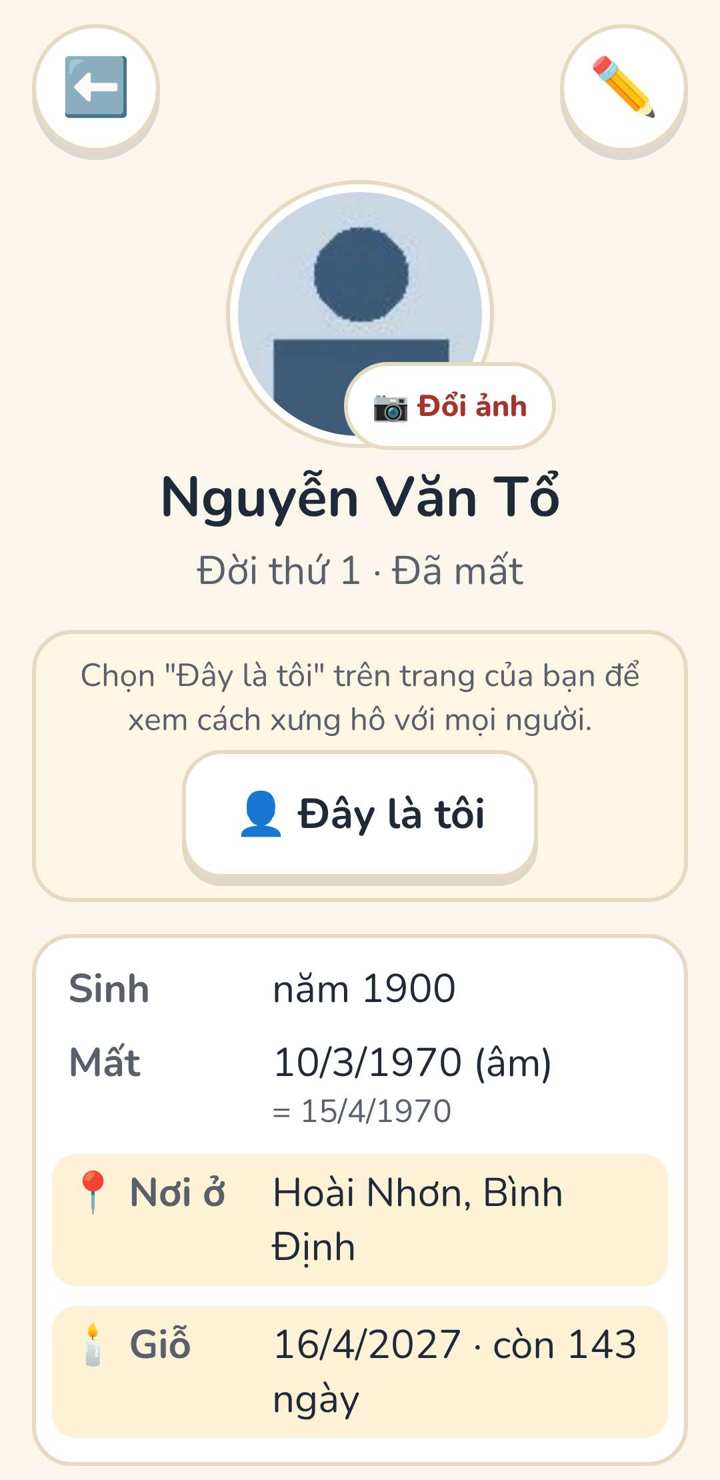 Đổi ảnh
Nguyễn Văn Tổ
Đời thứ 1 · Đã mất
Chọn "Đây là tôi" trên trang của bạn để
xem cách xưng hô với mọi người.
Đây là tôi
Sinh năm 1900
Mất 10/3/1970 (âm)
= 15/4/1970
Nơi ở Hoài Nhơn, Bình
Định
Giỗ 16/4/2027 · còn 143
ngày